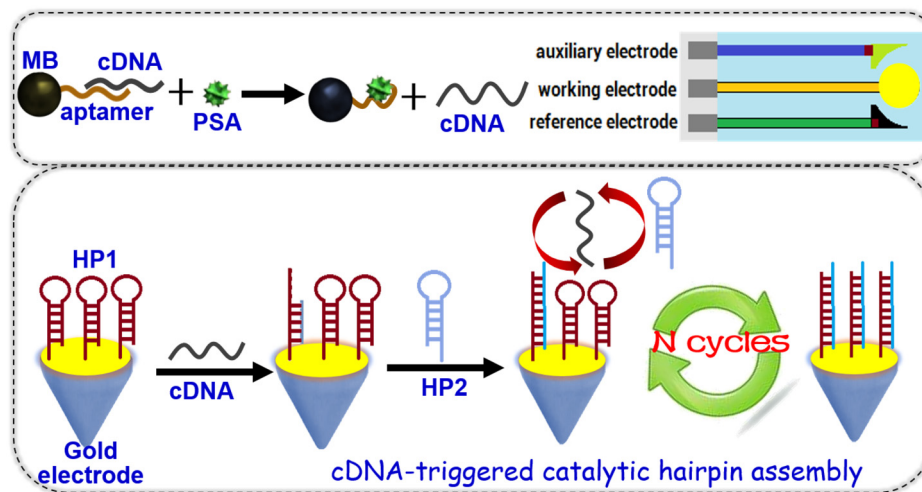 MB
cDNA
aptamer
+
PSA
+
cDNA
auxiliary electrode
working electrode
reference electrode
HP1
Gold
electrode
cDNA
HP2
N cycles
cDNA-triggered catalytic hairpin assembly